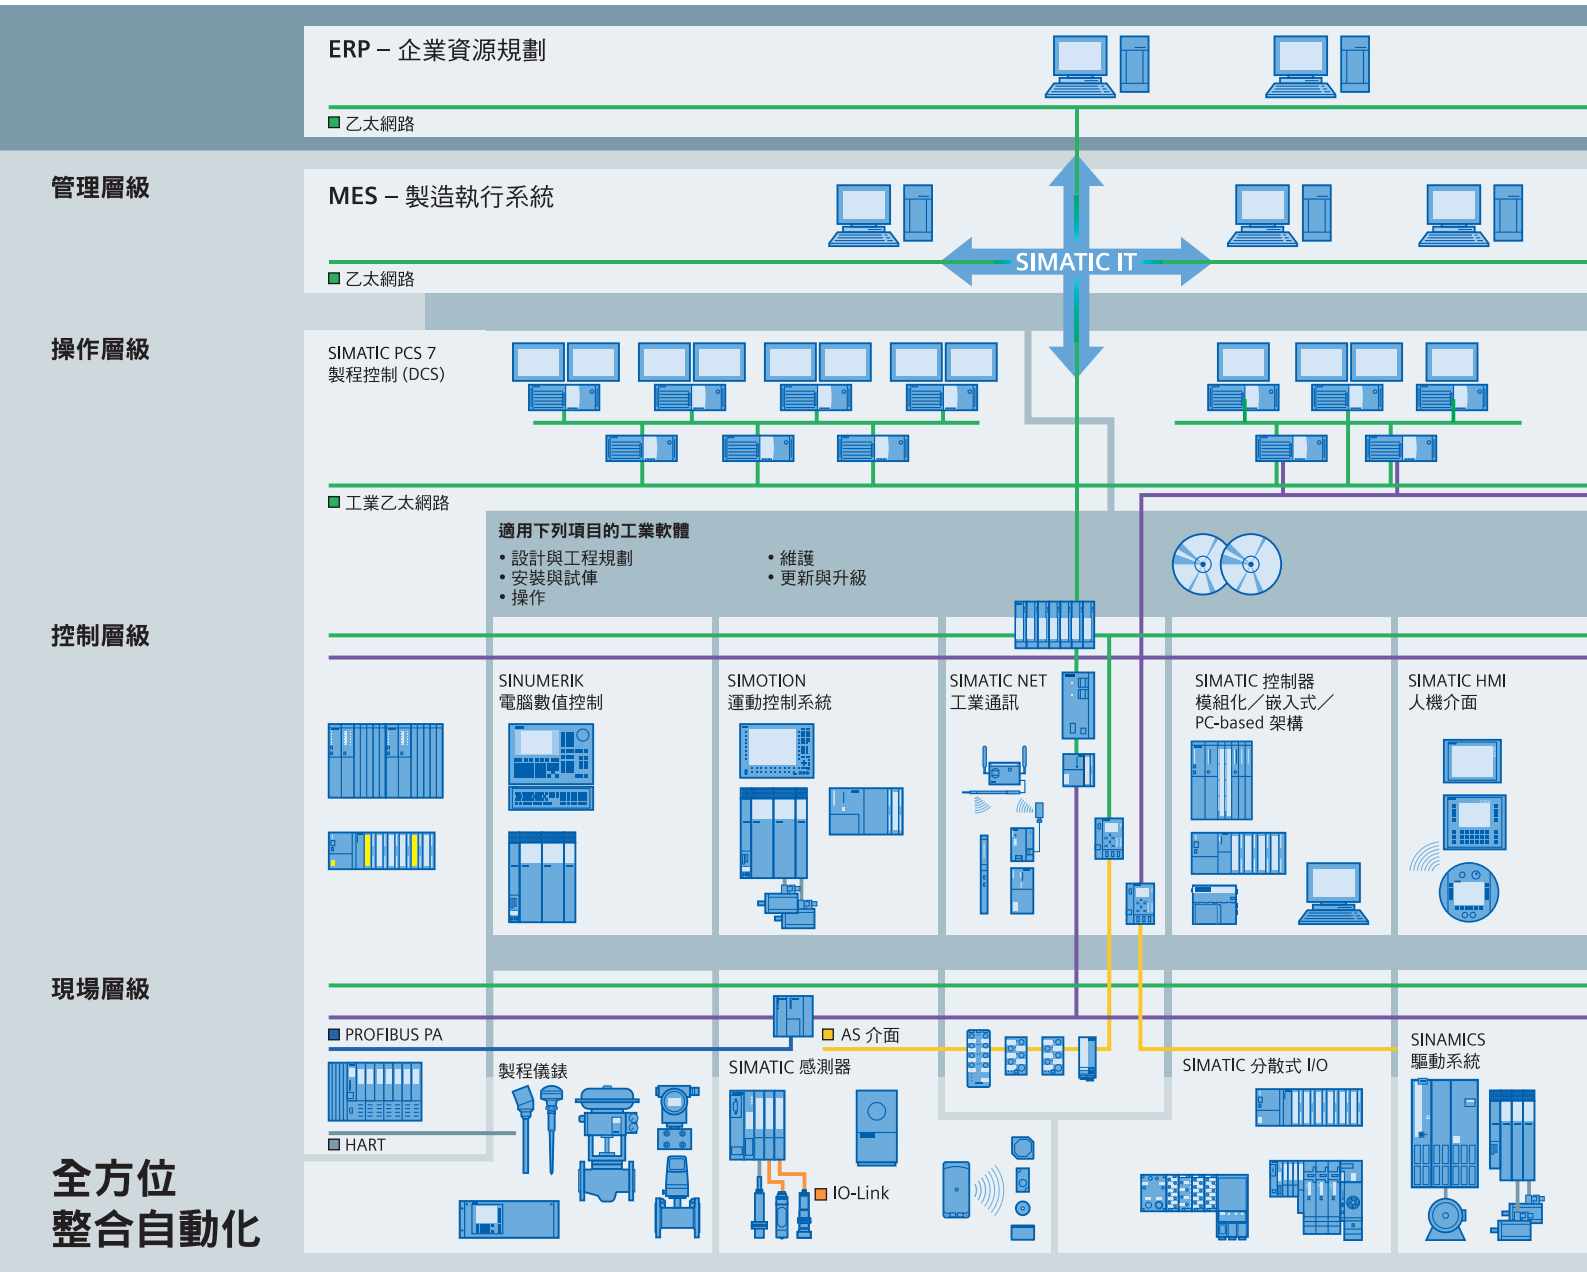 ERP – 企業資源規劃
乙太網路
管理層級
MES – 製造執行系統
SIMATIC IT
乙太網路
操作層級
SIMATIC PCS 7
製程控制 (DCS)
工業乙太網路
適用下列項目的工業軟體
• 設計與工程規劃
• 安裝與試俥
• 操作
• 維護
• 更新與升級
控制層級
SINUMERIK
電腦數值控制
SIMOTION
運動控制系統
SIMATIC NET
工業通訊
SIMATIC 控制器
模組化／嵌入式／
PC-based 架構
SIMATIC HMI
人機介面
現場層級
PROFIBUS PA
AS 介面
製程儀錶
SIMATIC 感測器
SIMATIC 分散式 I/O
SINAMICS
驅動系統
HART
IO-Link
全方位
整合自動化